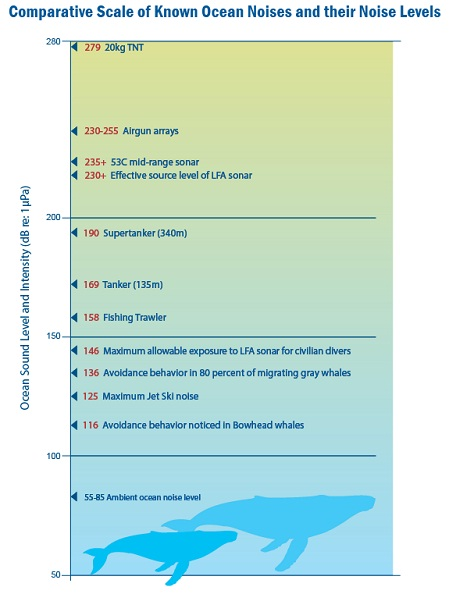 Comparative Scale of Known Ocean Noises and their Noise Levels
280
279 20kg TNT
230-255 Airgun arrays
235+ 53C mid-range sonar
230+ Effective source level of LFA sonar
200
190 Supertanker (340m)
169 Tanker (135m)
158 Fishing Trawler
150
146 Maximum allowable exposure to LFA sonar for civilian divers
136 Avoidance behavior in 80 percent of migrating gray whales
125 Maximum Jet Ski noise
116 Avoidance behavior noticed in Bowhead whales
100
55-85 Ambient ocean noise level
50
Ocean Sound Level and Intensity (dB re: 1µPa)